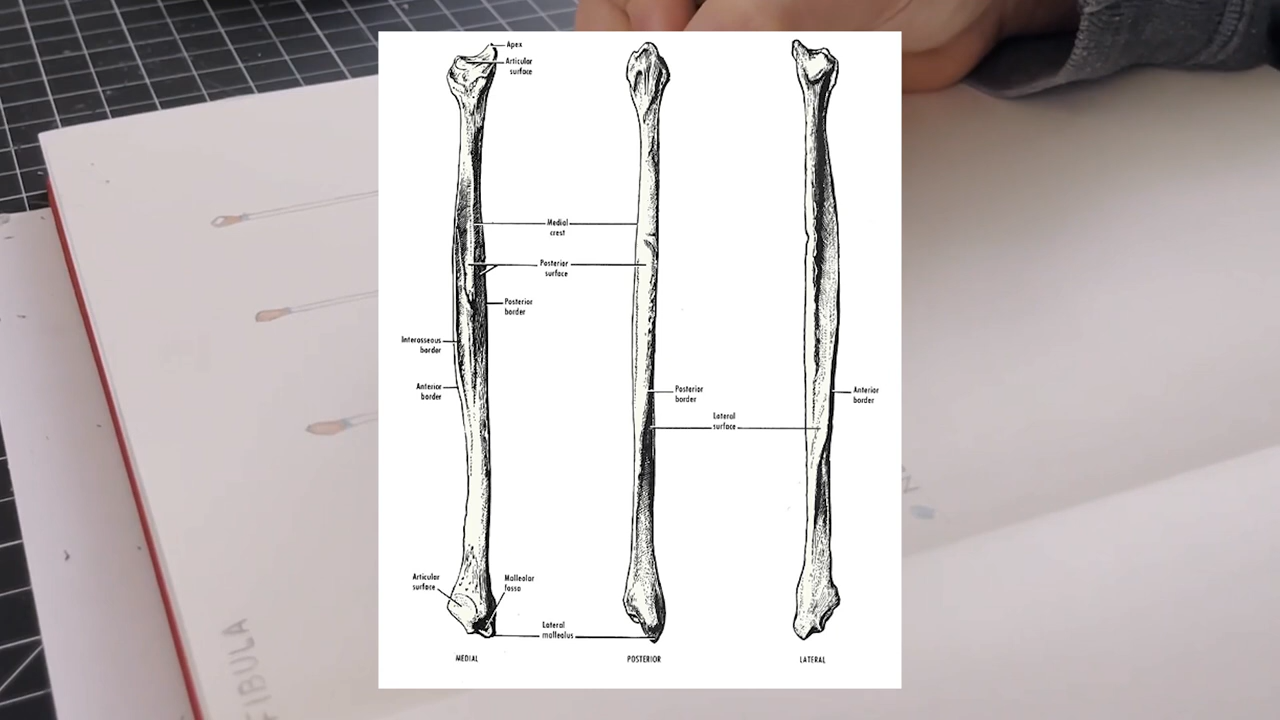 Apex
Articular
surface
Medial
crest
Posterior
surface
Posterior
border
Interosseous
border
Anterior
border
Posterior
border
Anterior
border
Lateral
surface
Articular
surface
Malleolar
fossa
Lateral
malleolus
MEDIAL
POSTERIOR
LATERAL
FIBULA